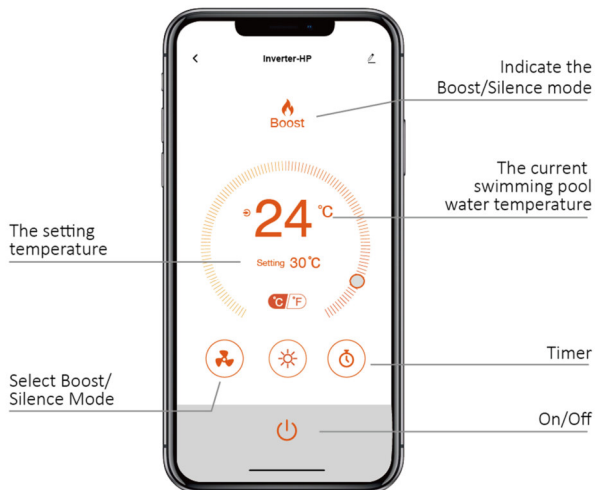 Inverter-HP
Indicate the
Boost/Silence mode
Boost
The current
swimming pool
water temperature
24 °C
The setting
temperature
Setting 30°C
°C/°F
Timer
Select Boost/
Silence Mode
On/Off